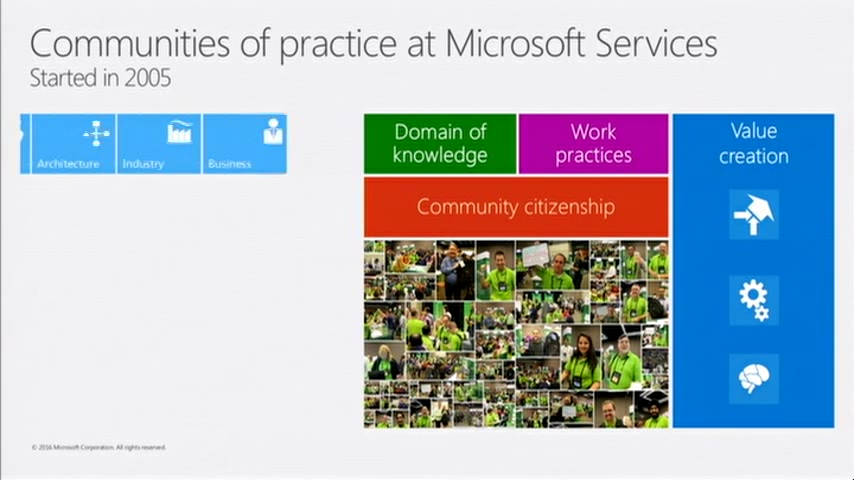 Communities of practice at Microsoft Services
Started in 2005
Architecture
Industry
Business
Domain of
knowledge
Work
practices
Value
creation
Community citizenship
© 2016 Microsoft Corporation. All rights reserved.